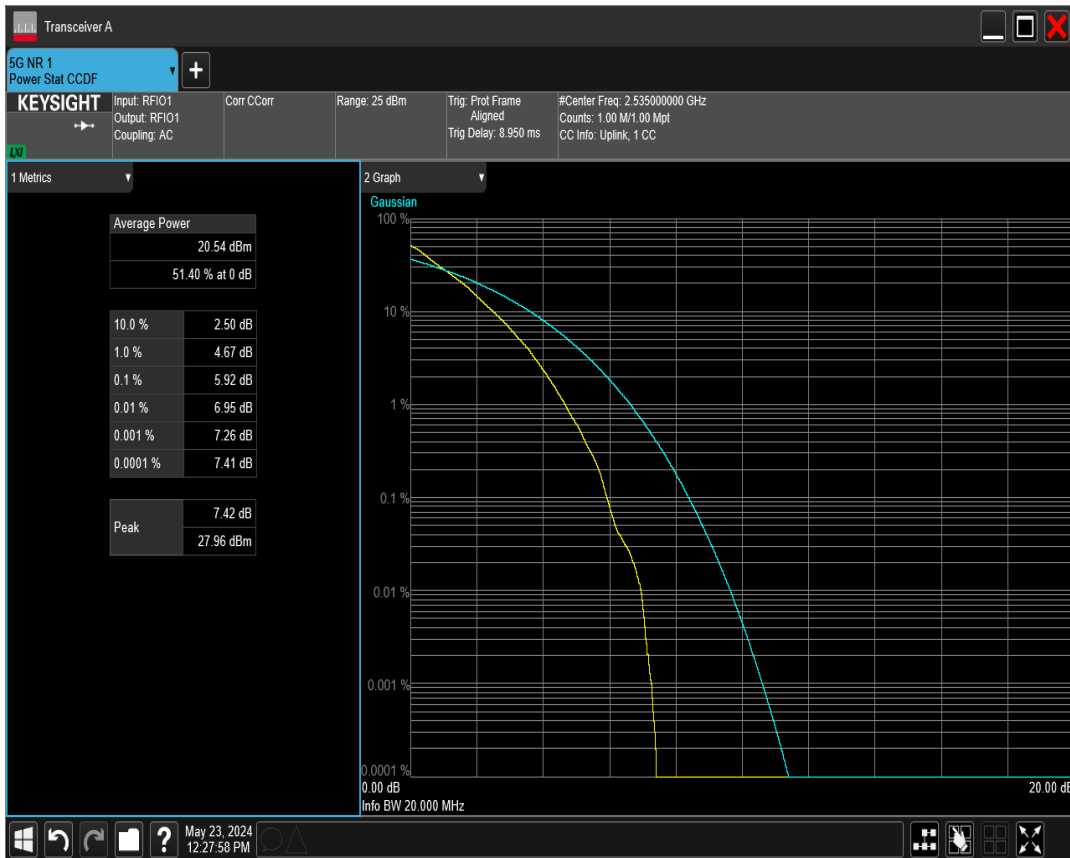 Transceiver A
5G NR 1
Power Stat CCDF
KEYSIGHT
LXI
Input: RFIO1
Output: RFIO1
Coupling: AC
Corr CCorr
Range: 25 dBm
Trig: Prot Frame
Aligned
Trig Delay: 8.950 ms
#Center Freq: 2.535000000 GHz
Counts: 1.00 M/1.00 Mpt
CC Info: Uplink, 1 CC
1 Metrics
Average Power
20.54 dBm
51.40 % at 0 dB
10.0 % 2.50 dB
1.0 % 4.67 dB
0.1 % 5.92 dB
0.01 % 6.95 dB
0.001 % 7.26 dB
0.0001 % 7.41 dB
Peak 7.42 dB
27.96 dBm
2 Graph
Gaussian
100 %
10 %
1 %
0.1 %
0.01 %
0.001 %
0.0001 %
0.00 dB 20.00 dB
Info BW 20.000 MHz
May 23, 2024
12:27:58 PM